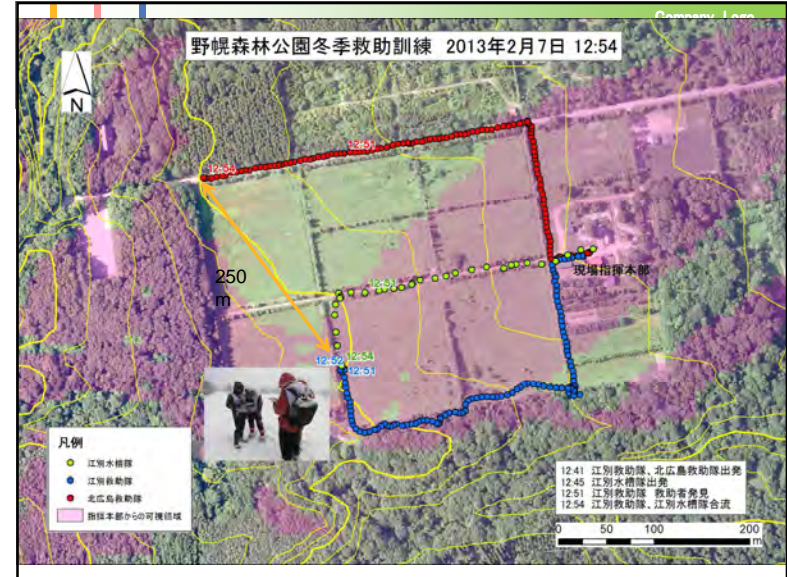 Company Logo
野幌森林公園冬季救助訓練 2013年2月7日 12:54
N
12:54
12:51
現場指揮本部
250
m
12:51
12:52
12:54
12:51
凡例
江別水槽隊
江別救助隊
北広島救助隊
指揮本部からの可視領域
12:41 江別救助隊、北広島救助隊出発
12:45 江別水槽隊出発
12:51 江別救助隊 救助者発見
12:54 江別救助隊、江別水槽隊合流
0 50 100 200
m